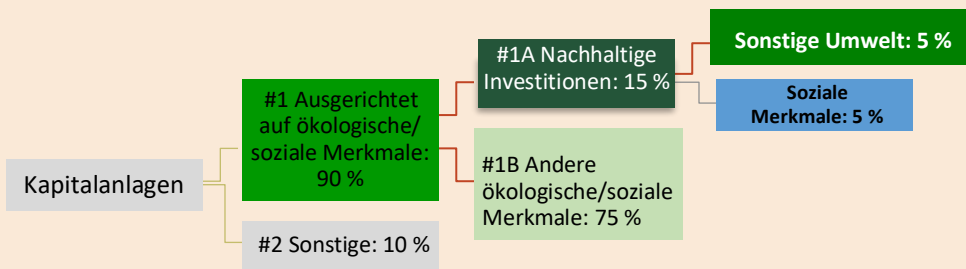 Kapitalanlagen
#1 Ausgerichtet
auf ökologische/
soziale Merkmale:
90 %
#2 Sonstige: 10 %
#1A Nachhaltige
Investitionen: 15 %
#1B Andere
ökologische/soziale
Merkmale: 75 %
Sonstige Umwelt: 5 %
Soziale
Merkmale: 5 %